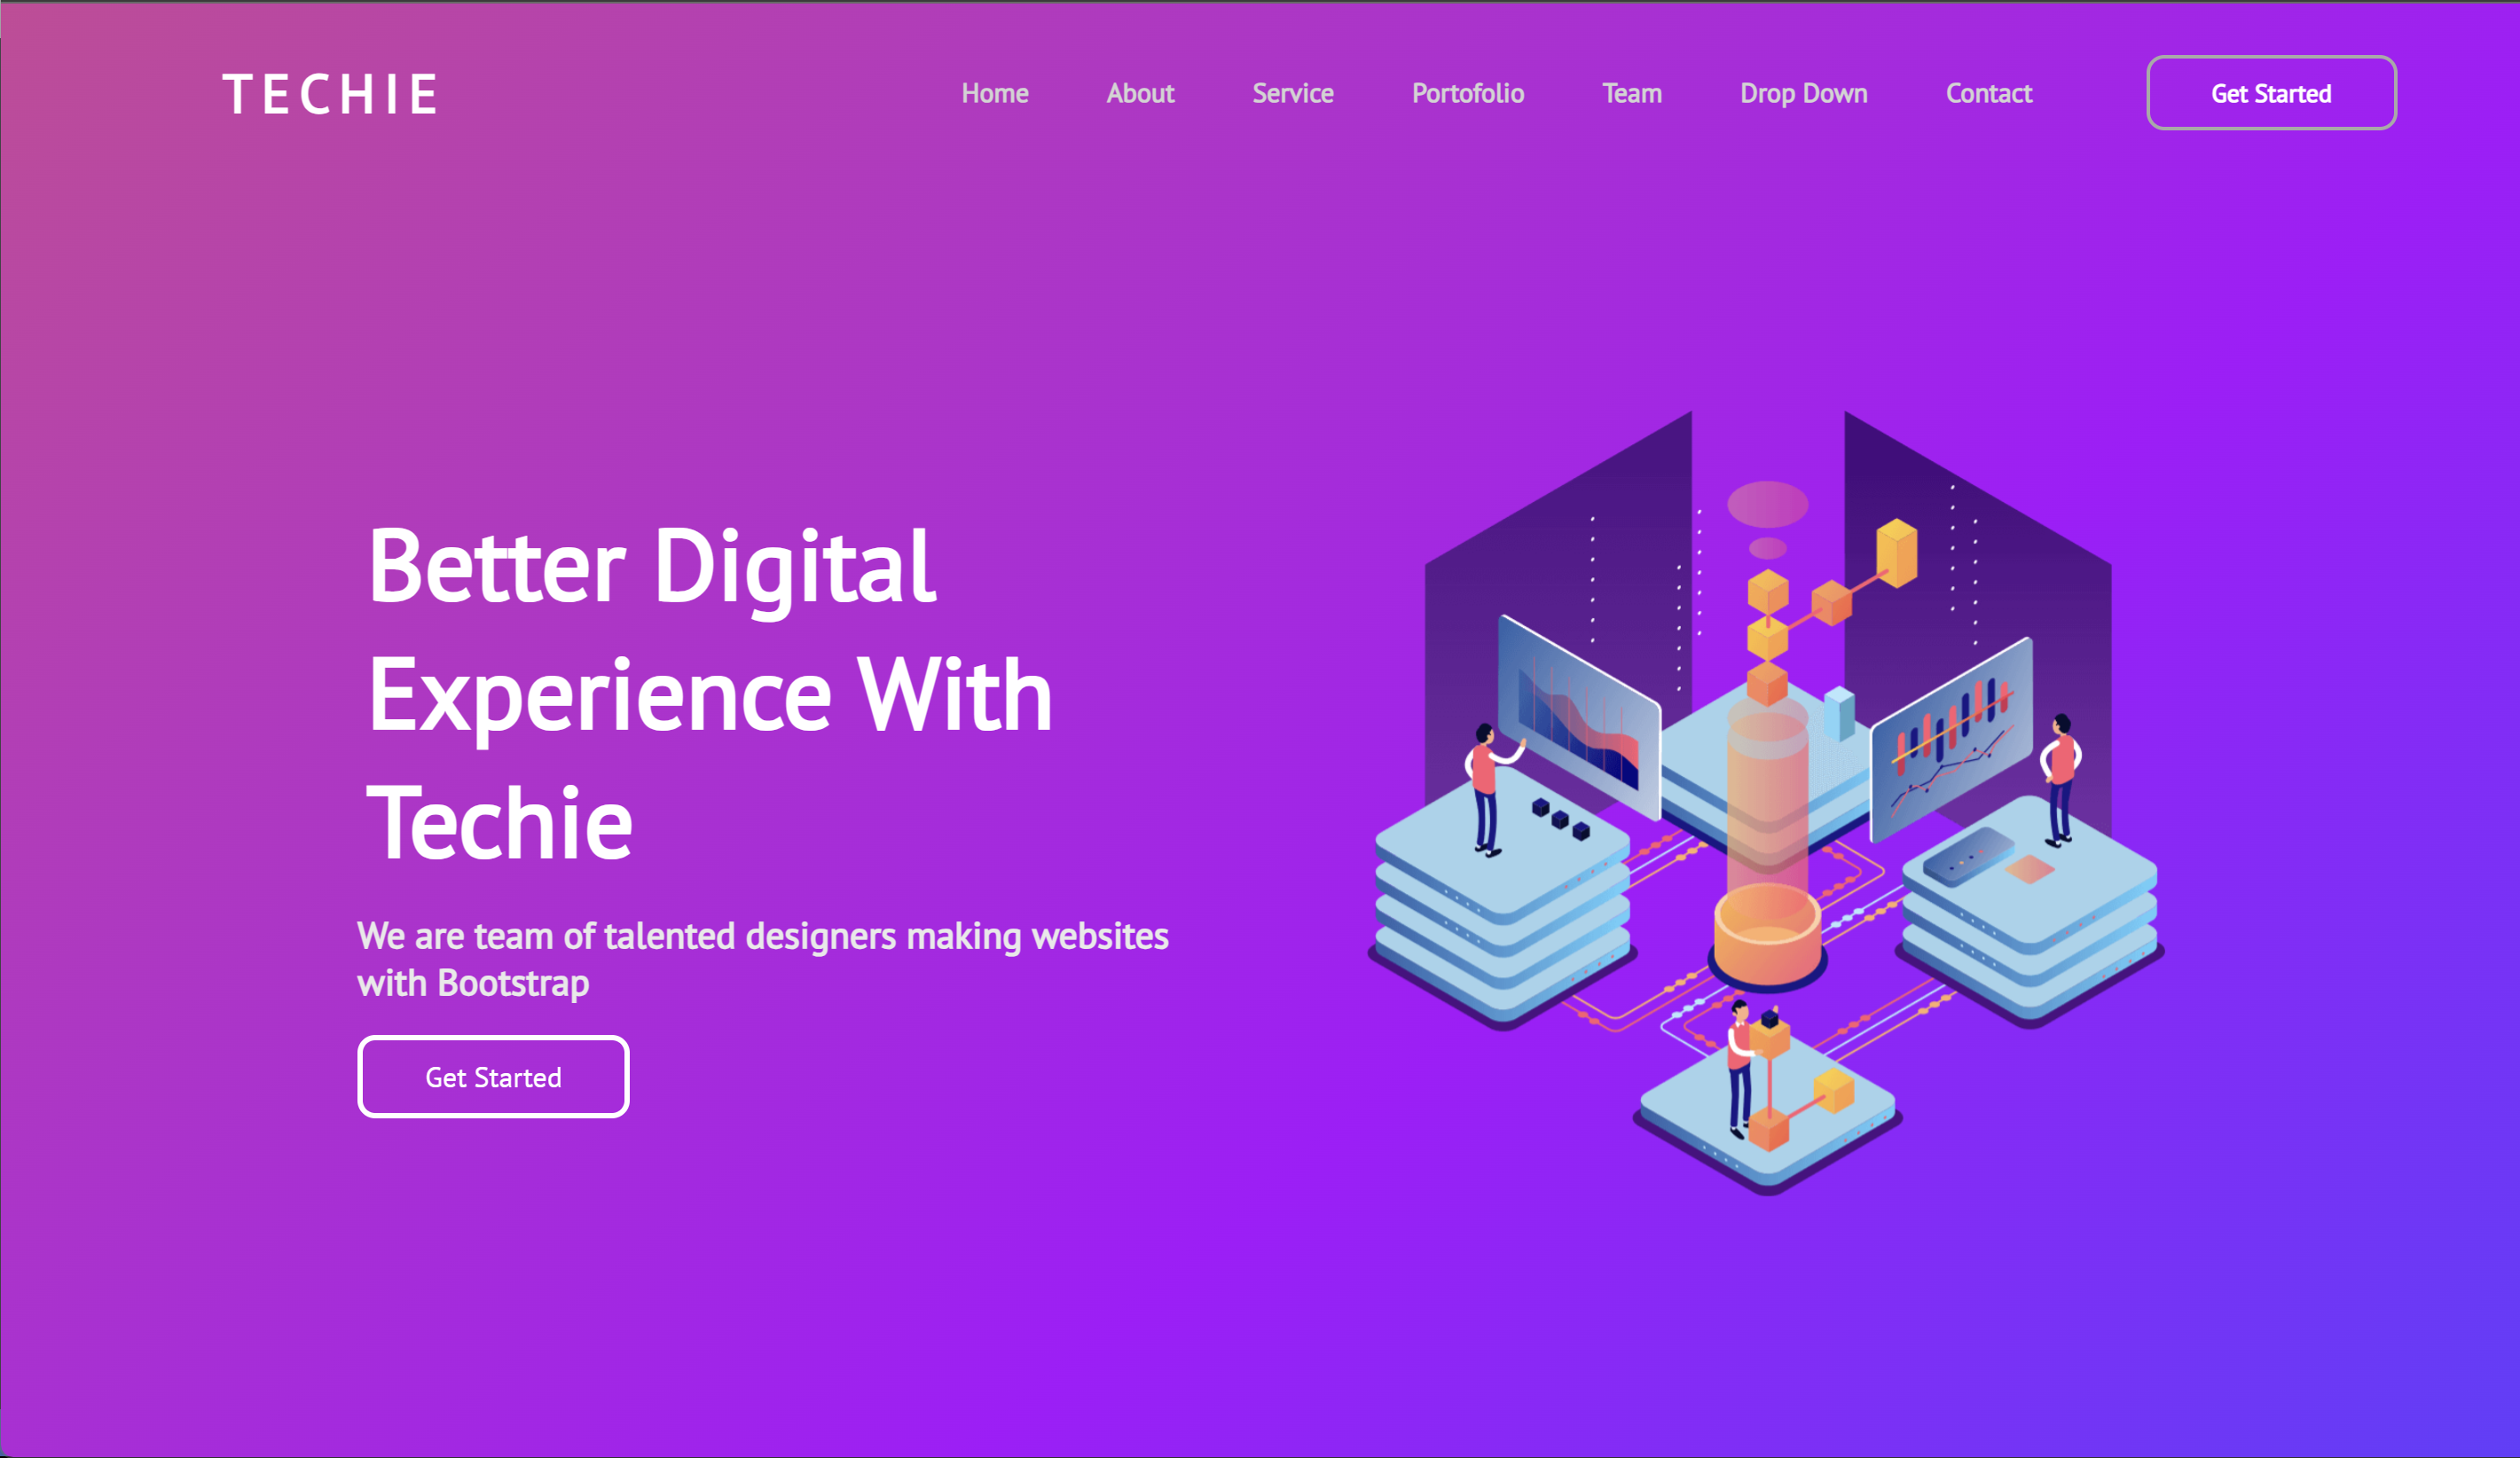 TECHIE
Home About Service Portofolio Team Drop Down Contact Get Started
Better Digital
Experience With
Techie
We are team of talented designers making websites
with Bootstrap
Get Started